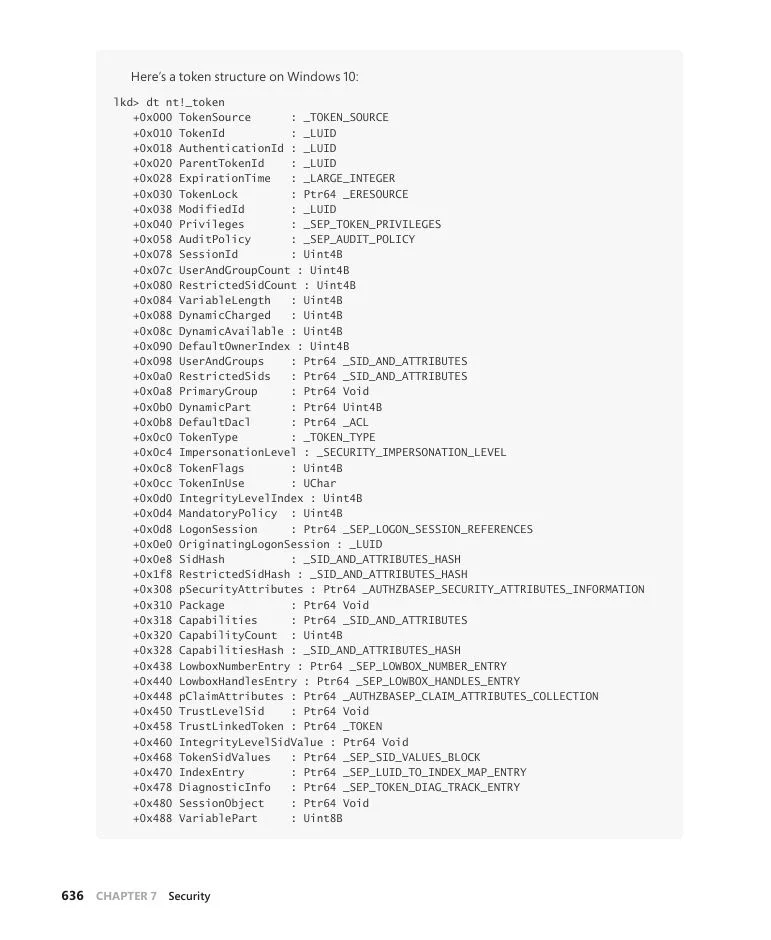 Here's a token structure on Windows 10:
lkd> dt nt!_token
+0x000 TokenSource : _TOKEN_SOURCE
+0x010 TokenId : _LUID
+0x018 AuthenticationId : _LUID
+0x020 ParentTokenId : _LUID
+0x028 ExpirationTime : _LARGE_INTEGER
+0x030 TokenLock : Ptr64 _ERESOURCE
+0x038 ModifiedId : _LUID
+0x040 Privileges : _SEP_TOKEN_PRIVILEGES
+0x058 AuditPolicy : _SEP_AUDIT_POLICY
+0x078 SessionId : Uint4B
+0x07c UserAndGroupCount : Uint4B
+0x080 RestrictedSidCount : Uint4B
+0x084 VariableLength : Uint4B
+0x088 DynamicCharged : Uint4B
+0x08c DynamicAvailable : Uint4B
+0x090 DefaultOwnerIndex : Uint4B
+0x098 UserAndGroups : Ptr64 _SID_AND_ATTRIBUTES
+0x0a0 RestrictedSids : Ptr64 _SID_AND_ATTRIBUTES
+0x0a8 PrimaryGroup : Ptr64 Void
+0x0b0 DynamicPart : Ptr64 Uint4B
+0x0b8 DefaultDacl : Ptr64 _ACL
+0x0c0 TokenType : _TOKEN_TYPE
+0x0c4 ImpersonationLevel : _SECURITY_IMPERSONATION_LEVEL
+0x0c8 TokenFlags : Uint4B
+0x0cc TokenInUse : UChar
+0x0d0 IntegrityLevelIndex : Uint4B
+0x0d4 MandatoryPolicy : Uint4B
+0x0d8 LogonSession : Ptr64 _SEP_LOGON_SESSION_REFERENCES
+0x0e0 OriginatingLogonSession : _LUID
+0x0e8 SidHash : _SID_AND_ATTRIBUTES_HASH
+0x1f8 RestrictedSidHash : _SID_AND_ATTRIBUTES_HASH
+0x308 pSecurityAttributes : Ptr64 _AUTHZBASEP_SECURITY_ATTRIBUTES_INFORMATION
+0x310 Package : Ptr64 Void
+0x318 Capabilities : Ptr64 _SID_AND_ATTRIBUTES
+0x320 CapabilityCount : Uint4B
+0x328 CapabilitiesHash : _SID_AND_ATTRIBUTES_HASH
+0x438 LowboxNumberEntry : Ptr64 _SEP_LOWBOX_NUMBER_ENTRY
+0x440 LowboxHandlesEntry : Ptr64 _SEP_LOWBOX_HANDLES_ENTRY
+0x448 pClaimAttributes : Ptr64 _AUTHZBASEP_CLAIM_ATTRIBUTES_COLLECTION
+0x450 TrustLevelSid : Ptr64 Void
+0x458 TrustLinkedToken : Ptr64 _TOKEN
+0x460 IntegrityLevelSidValue : Ptr64 Void
+0x468 TokenSidValues : Ptr64 _SEP_SID_VALUES_BLOCK
+0x470 IndexEntry : Ptr64 _SEP_LUID_TO_INDEX_MAP_ENTRY
+0x478 DiagnosticInfo : Ptr64 _SEP_TOKEN_DIAG_TRACK_ENTRY
+0x480 SessionObject : Ptr64 Void
+0x488 VariablePart : Uint8B
636 CHAPTER 7 Security